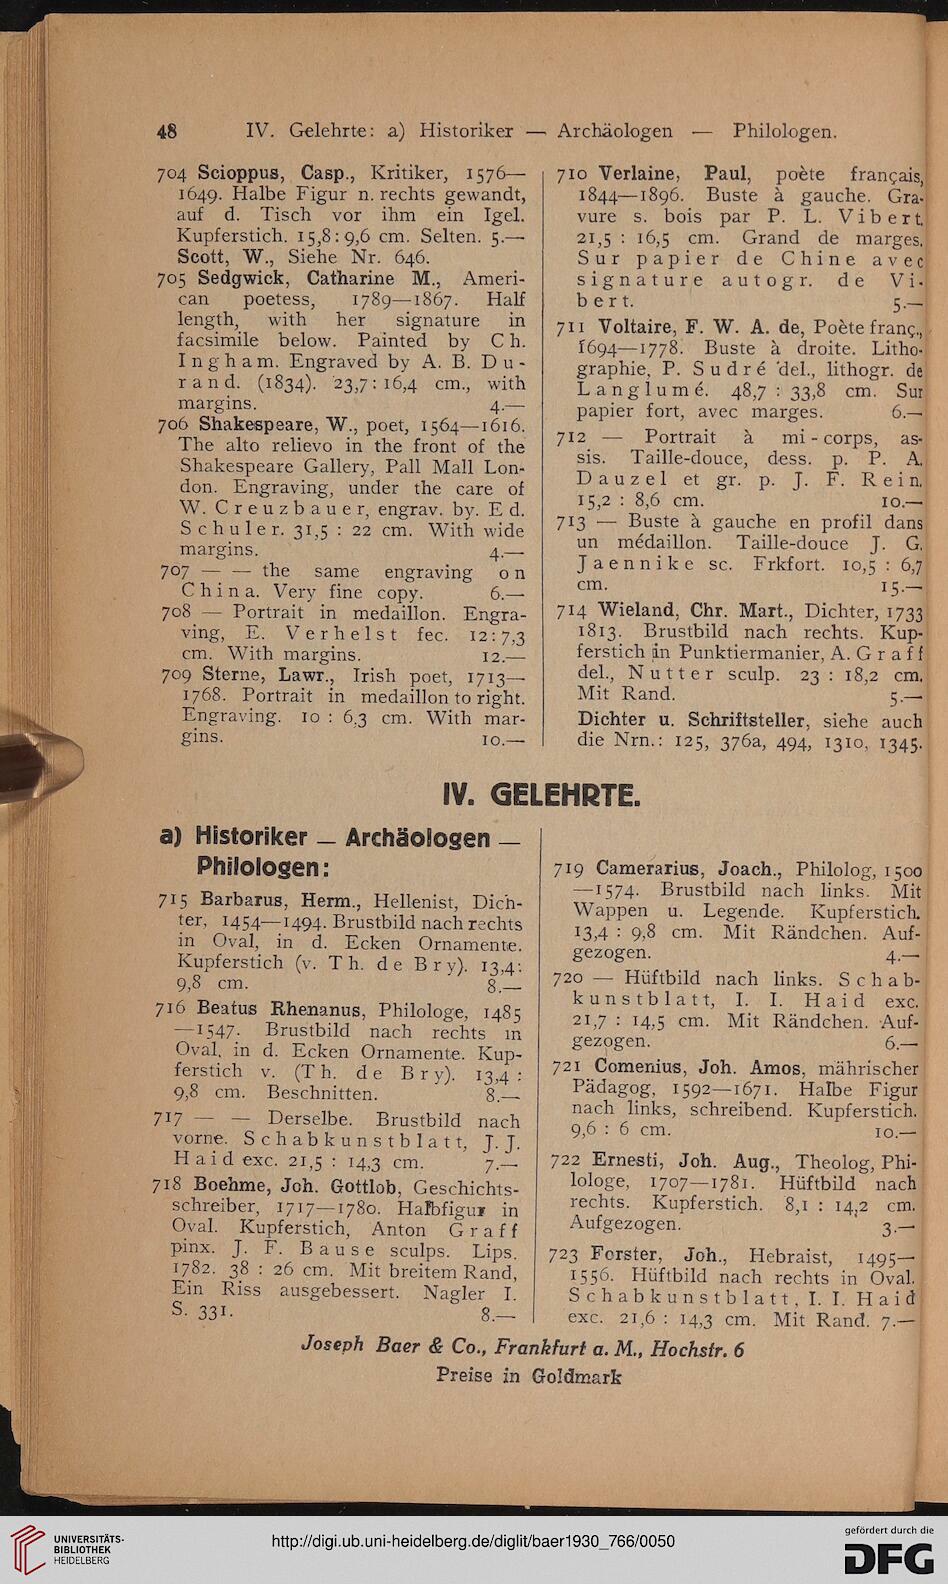 48 IV. Gelehrte: a) Historiker — Archäologen — Philologen.
704 Scioppus, Casp., Kritiker, 1576—
1649. Halbe Figur n. rechts gewandt,
auf d. Tisch vor ihm ein Igel.
Kupferstich. 15,8 : 9,6 cm. Selten. 5.—
Scott, W., Siehe Nr. 646.
705 Sedgwick, Catharine M., Ameri-
can poetess, 1789—1867. Half
length, with her signature in
facsimile below. Painted by Ch.
Ingham. Engraved by A. B. Du-
rand. (1834). 23,7 : 16,4 cm., with
margins. 4.—
706 Shakespeare, W., poet, 1564—1616.
The alto relievo in the front of the
Shakespeare Gallery, Pall Mall Lon-
don. Engraving, under the care of
W. Creuzbauer, engrav. by. Ed.
Schuler. 31,5 : 22 cm. With wide
margins. 4.—
707 — — the same engraving on
China. Very fine copy. 6.—
708 — Portrait in medaillon. Engra-
ving, E. Verhelst fec. 12 : 7,3
cm. With margins. 12.—
709 Sterne, Lawr., Irish poet, 1713—
1768. Portrait in medaillon to right.
Engraving. 10 : 6,3 cm. With mar-
gins. 10.—
710 Verlaine, Paul, poète français,
1844—1896. Buste à gauche. Gra-
vure s. bois par P. L. Vibert.
21,5 : 16,5 cm. Grand de marges.
Sur papier de Chine avec
signature autogr. de Vi-
bert. 5.—
711 Voltaire, F. W. A. de, Poète franç.,
1694—1778. Buste à droite. Litho-
graphie, P. Sudré del., lithogr. de
Langlumé. 48,7 : 33,8 cm. Sur
papier fort, avec marges. 6.—
712 — Portrait à mi-corps, as-
sis. Taille-douce, dess. p. P. A.
Dauzel et gr. p. J. F. Rein.
15,2 : 8,6 cm. 10.—
713 — Buste à gauche en profil dans
un médaillon. Taille-douce J. G.
Jaennike sc. Frkfort. 10,5 : 6,7
cm. 15.—
714 Wieland, Chr. Mart., Dichter, 1733
1813. Brustbild nach rechts. Kup-
ferstich in Punktiermanier, A. Graff
del., Nutter sculp. 23 : 18,2 cm.
Mit Rand. 5.—
Dichter u. Schriftsteller, siehe auch
die Nrn.: 125, 376a, 494, 1310, 1345.
IV. GELEHRTE.
a) Historiker — Archäologen —
Philologen:
715 Barbarus, Herm., Hellenist, Dich-
ter, 1454—1494. Brustbild nach rechts
in Oval, in d. Ecken Ornamente.
Kupferstich (v. Th. de Bry). 13,4 :
9,8 cm. 8.—
716 Beatus Rhenanus, Philologe, 1485
—1547. Brustbild nach rechts in
Oval, in d. Ecken Ornamente. Kup-
ferstich v. (Th. de Bry). 13,4 :
9,8 cm. Beschnitten. 8.—
717 — — Derselbe. Brustbild nach
vorne. Schabkunstblatt, J. J.
Haid exc. 21,5 : 14,3 cm. 7.—
718 Boehme, Joh. Gottlob, Geschichts-
schreiber, 1717—1780. Halbfigur in
Oval. Kupferstich, Anton Graff
pinx. J. F. Bause sculps. Lips.
1782. 38 : 26 cm. Mit breitem Rand,
Ein Riss ausgebessert. Nagler I.
S. 331. 8.—
719 Camerarius, Joach., Philolog, 1500
—1574. Brustbild nach links. Mit
Wappen u. Legende. Kupferstich.
13,4 : 9,8 cm. Mit Rändchen. Auf-
gezogen. 4.—
720 — Hüftbild nach links. Schab-
kunstblatt, I. I. Haid exc.
21,7 : 14,5 cm. Mit Rändchen. Auf-
gezogen. 6.—
721 Comenius, Joh. Amos, mährischer
Pädagog, 1592—1671. Halbe Figur
nach links, schreibend. Kupferstich.
9,6 : 6 cm. 10.—
722 Ernesti, Joh. Aug., Theolog, Phi-
lologe, 1707—1781. Hüftbild nach
rechts. Kupferstich. 8,1 : 14,2 cm.
Aufgezogen. 3.—
723 Forster, Joh., Hebraist, 1495—
1556. Hüftbild nach rechts in Oval.
Schabkunstblatt, I. I. Haid
exc. 21,6 : 14,3 cm. Mit Rand. 7.—
Joseph Baer & Co., Frankfurt a. M., Hochstr. 6
Preise in Goldmark
UNIVERSITÄTS-
BIBLIOTHEK
HEIDELBERG
http://digi.ub.uni-heidelberg.de/diglit/baer1930_766/0050
gefördert durch die
DFG